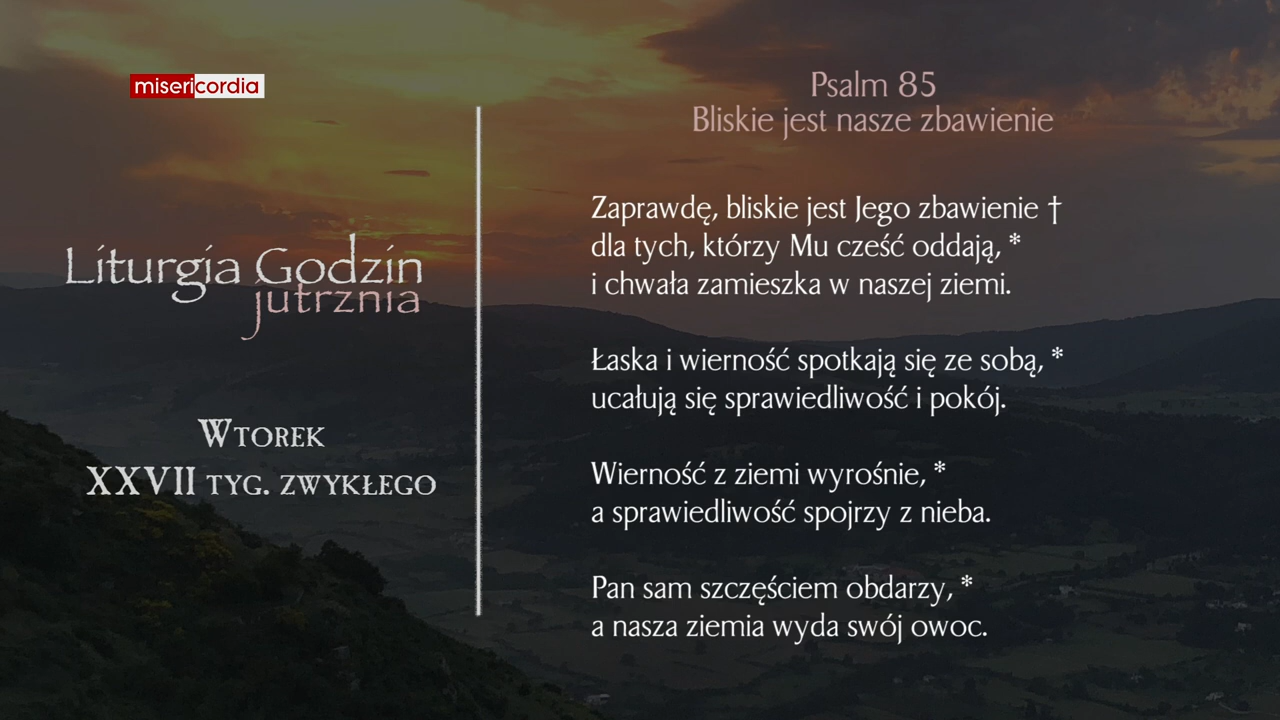 misericordia
Liturgia Godzin
jutrznia
Wtorek
XXVII tyg. zwykłego
Psalm 85
Bliskie jest nasze zbawienie
Zaprawdę, bliskie jest Jego zbawienie †
dla tych, którzy Mu cześć oddają, *
i chwała zamieszka w naszej ziemi.
Łaska i wierność spotkają się ze sobą, *
ucałują się sprawiedliwość i pokój.
Wierność z ziemi wyrośnie, *
a sprawiedliwość spojrzy z nieba.
Pan sam szczęściem obdarzy, *
a nasza ziemia wyda swój owoc.